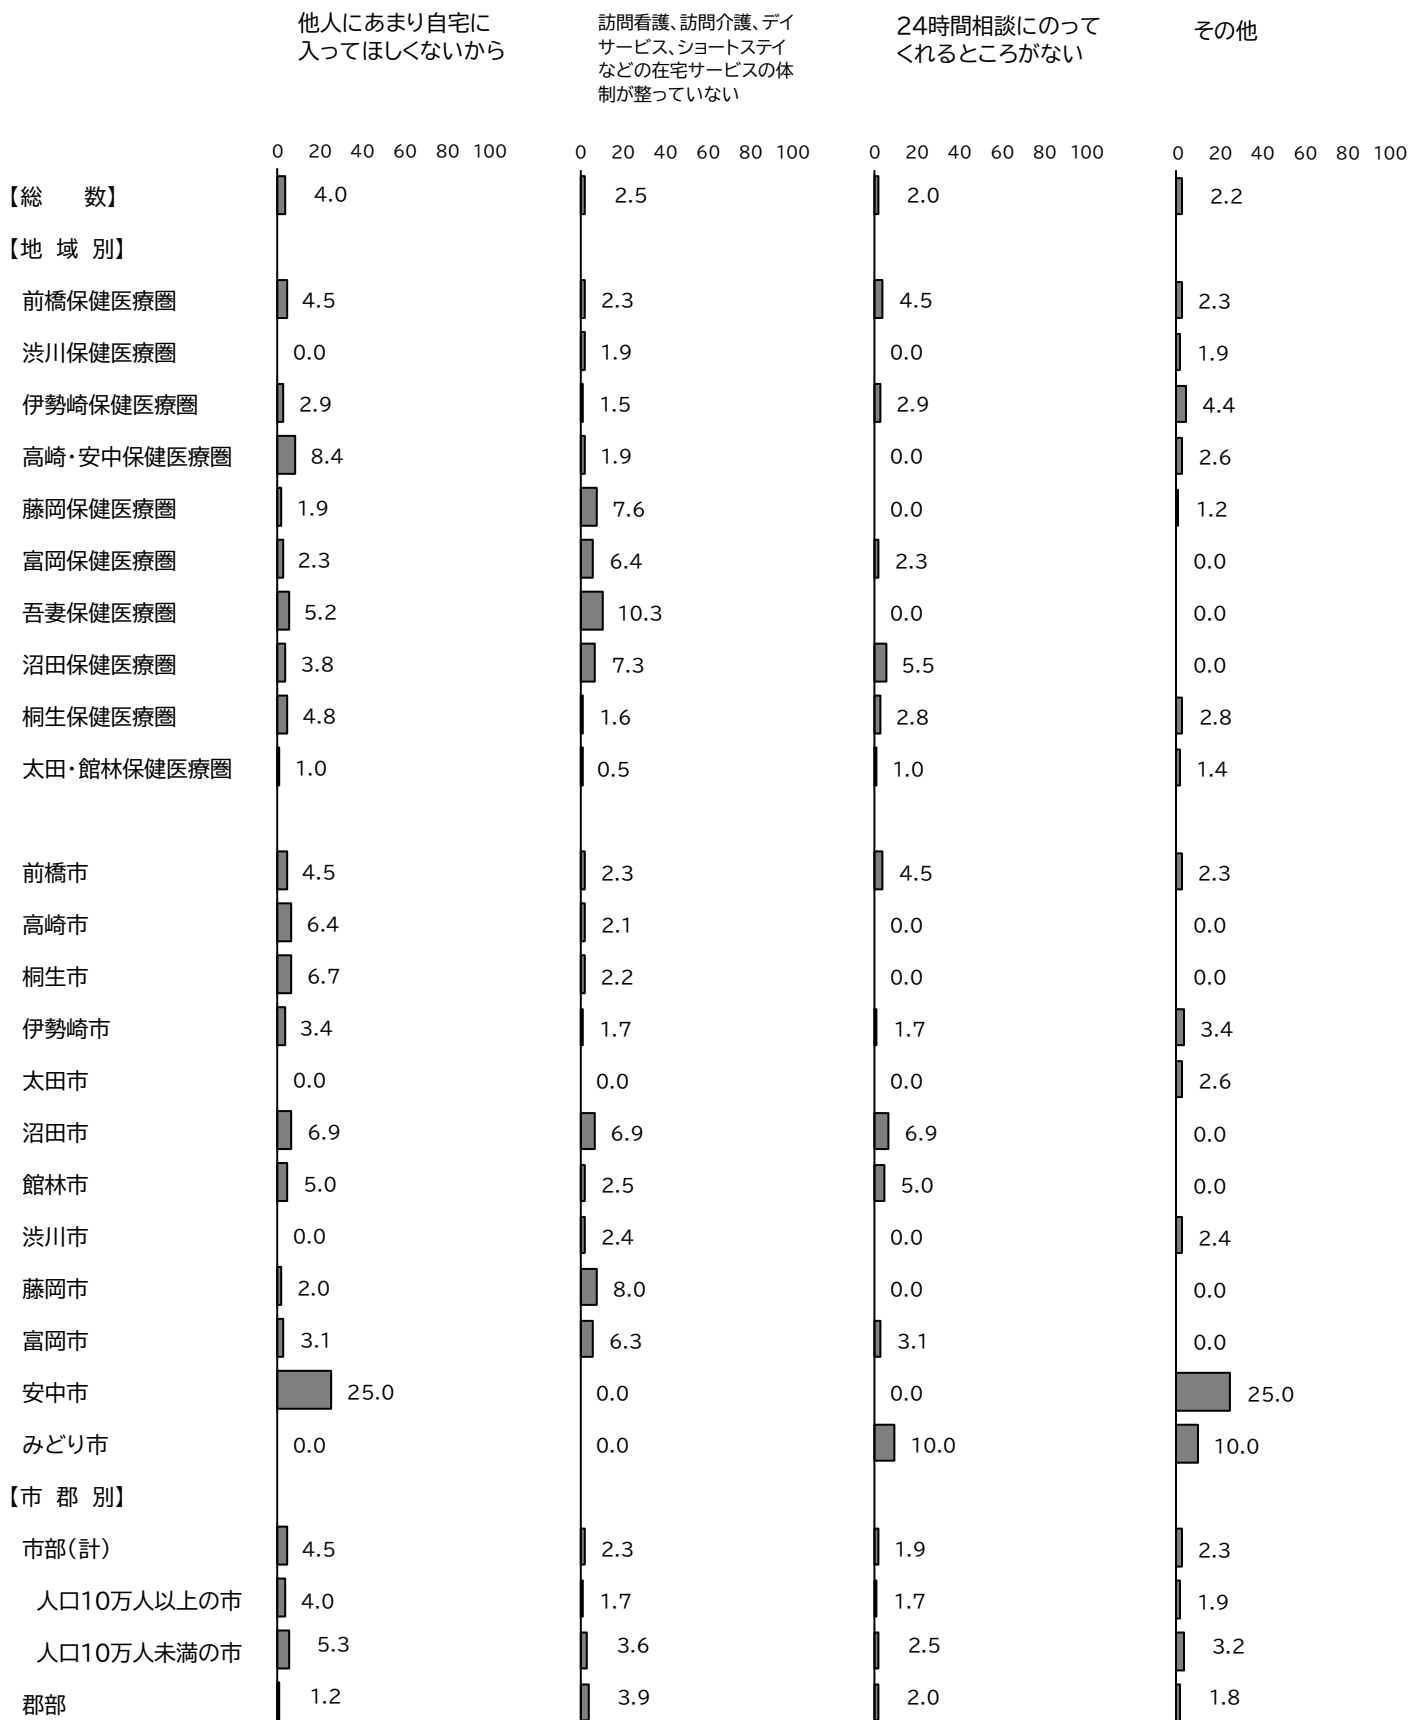 他人にあまり自宅に
入ってほしくないから
訪問看護、訪問介護、デイ
サービス、ショートステイ
などの在宅サービスの体
制が整っていない
24時間相談にのって
くれるところがない
その他
0 20 40 60 80 100 0 20 40 60 80 100 0 20 40 60 80 100 0 20 40 60 80 100
【総 数】 4.0 2.5 2.0 2.2
【地 域 別】
前橋保健医療圏 4.5 2.3 4.5 2.3
渋川保健医療圏 0.0 1.9 0.0 1.9
伊勢崎保健医療圏 2.9 1.5 2.9 4.4
高崎・安中保健医療圏 8.4 1.9 0.0 2.6
藤岡保健医療圏 1.9 7.6 0.0 1.2
富岡保健医療圏 2.3 6.4 2.3 0.0
吾妻保健医療圏 5.2 10.3 0.0 0.0
沼田保健医療圏 3.8 7.3 5.5 0.0
桐生保健医療圏 4.8 1.6 2.8 2.8
太田・館林保健医療圏 1.0 0.5 1.0 1.4
前橋市 4.5 2.3 4.5 2.3
高崎市 6.4 2.1 0.0 0.0
桐生市 6.7 2.2 0.0 0.0
伊勢崎市 3.4 1.7 1.7 3.4
太田市 0.0 0.0 0.0 2.6
沼田市 6.9 6.9 6.9 0.0
館林市 5.0 2.5 5.0 0.0
渋川市 0.0 2.4 0.0 2.4
藤岡市 2.0 8.0 0.0 0.0
富岡市 3.1 6.3 3.1 0.0
安中市 25.0 0.0 0.0 25.0
みどり市 0.0 0.0 10.0 10.0
【市 郡 別】
市部（計） 4.5 2.3 1.9 2.3
人口10万人以上の市 4.0 1.7 1.7 1.9
人口10万人未満の市 5.3 3.6 2.5 3.2
郡部 1.2 3.9 2.0 1.8